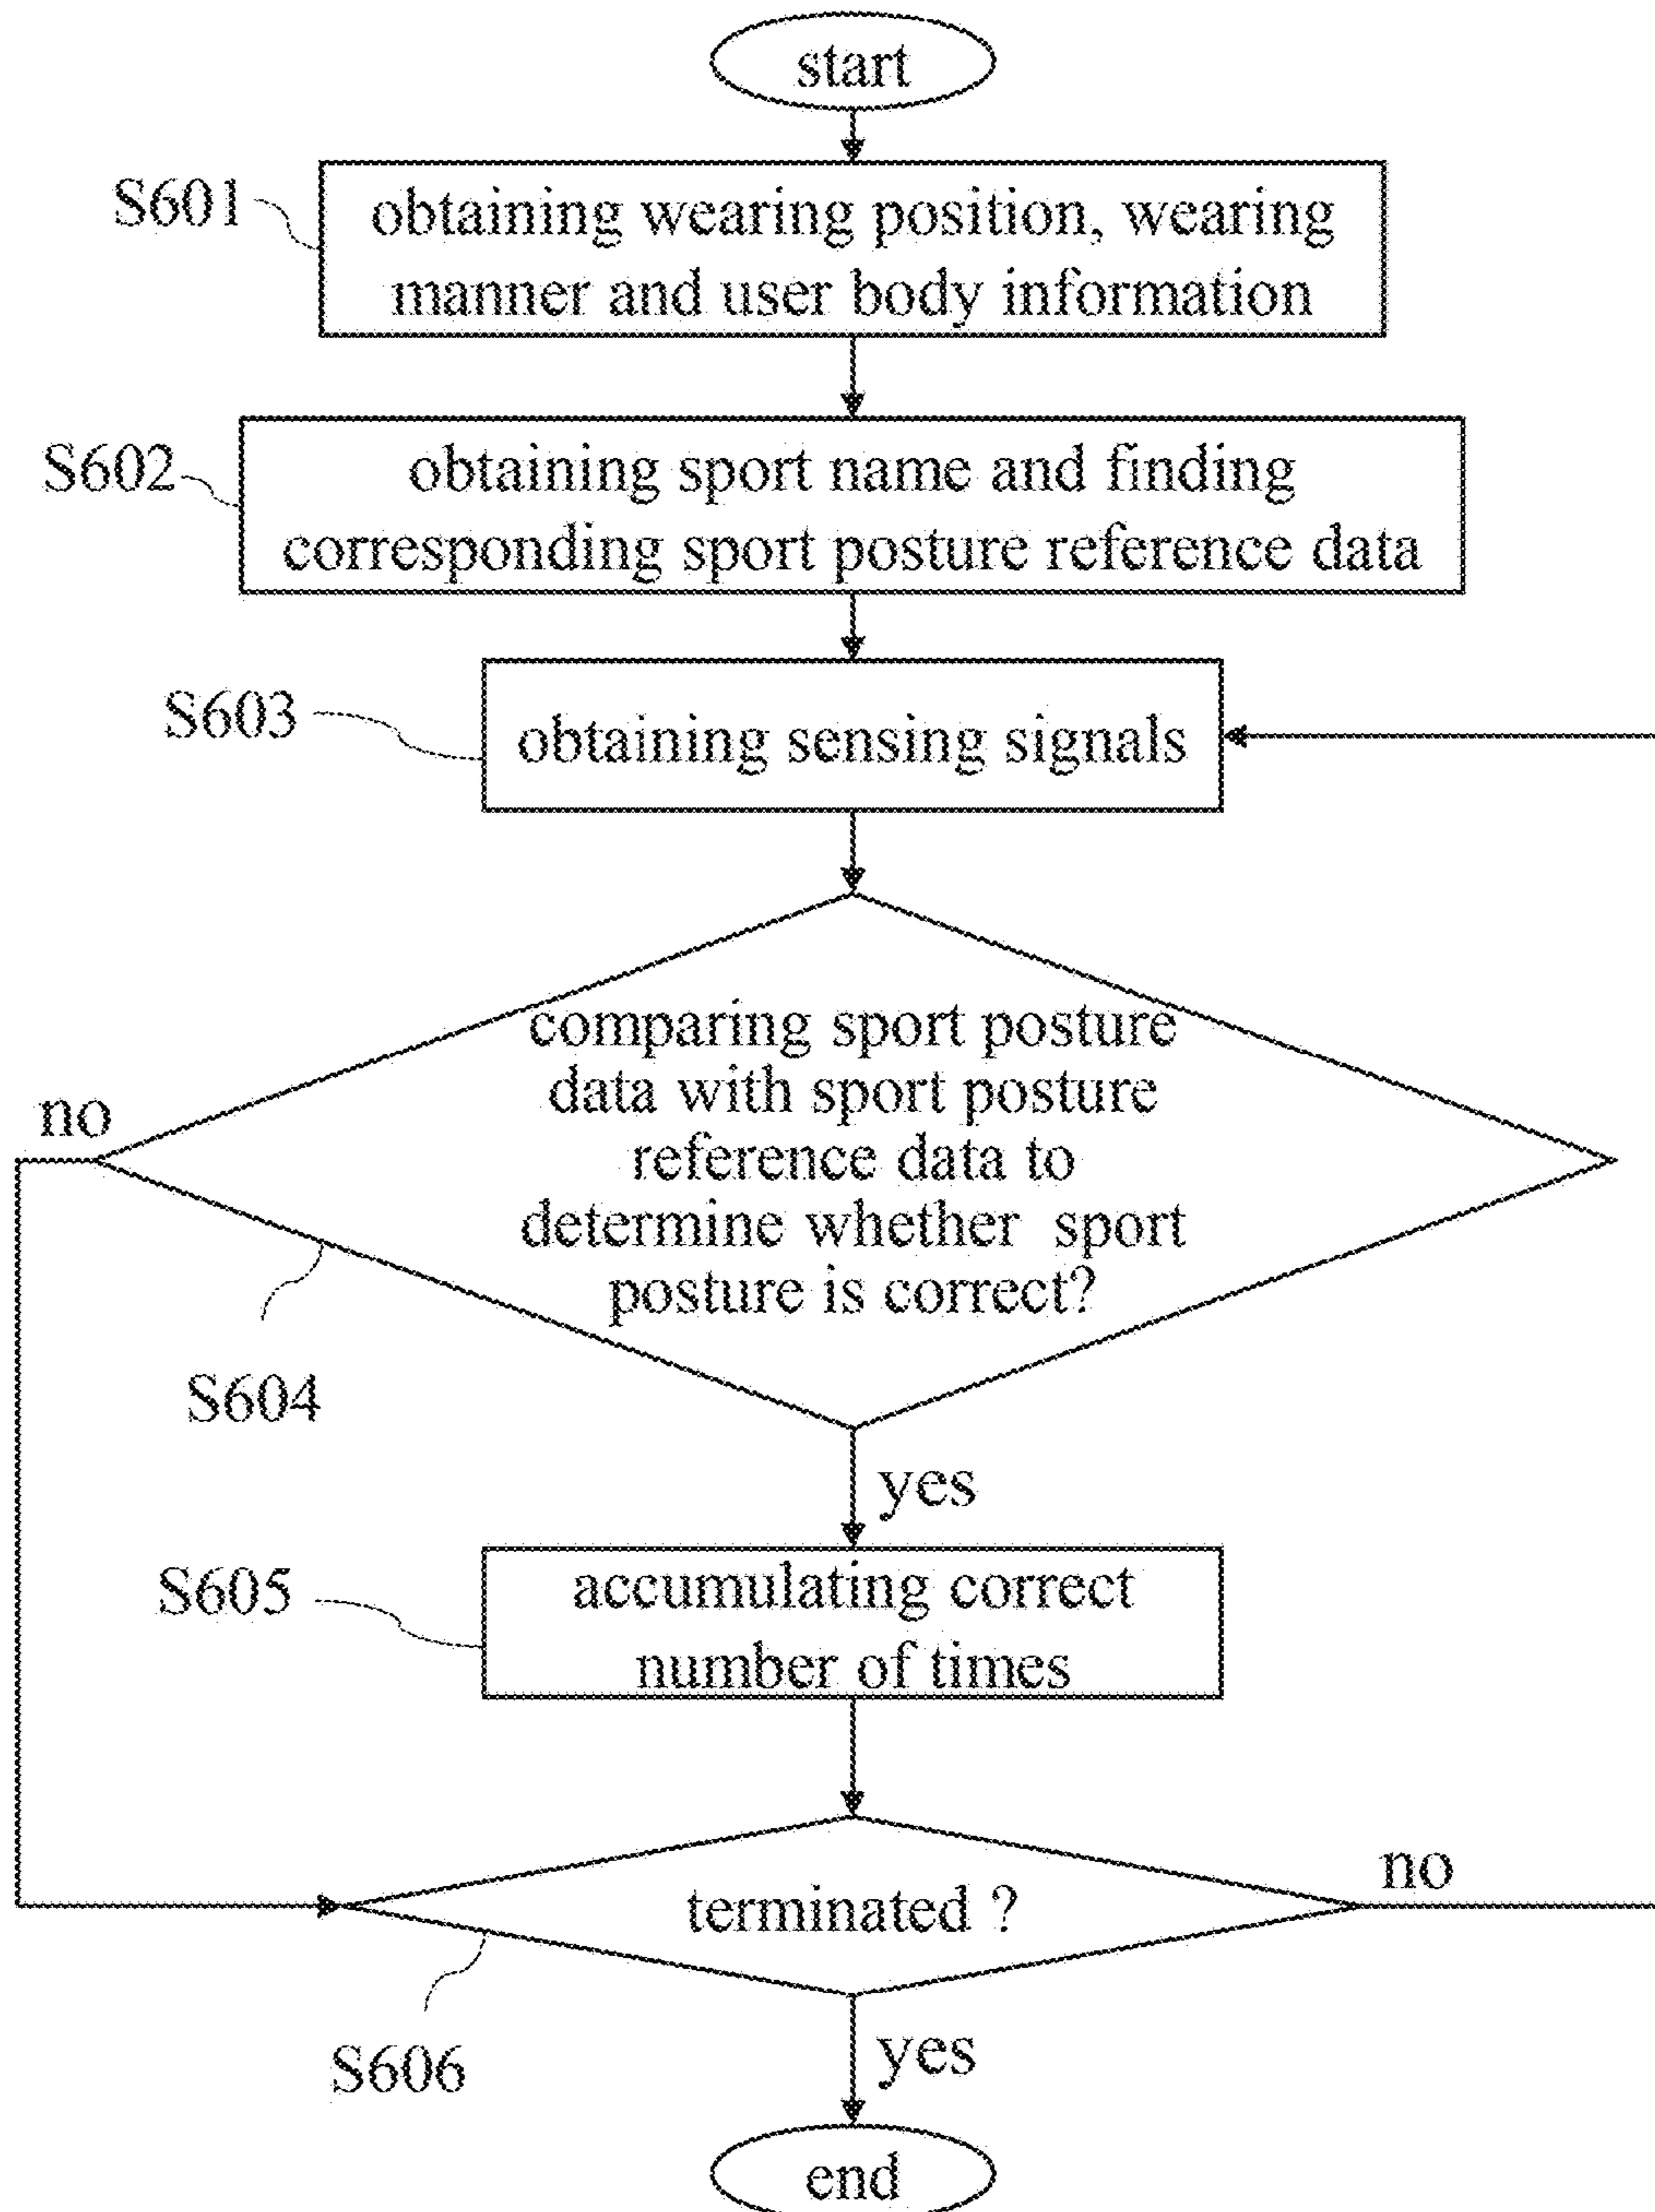 start
S601
obtaining wearing position, wearing
manner and user body information
S602
obtaining sport name and finding
corresponding sport posture reference data
S603
obtaining sensing signals
comparing sport posture
data with sport posture
reference data to
determine whether sport
posture is correct?
no
S604
yes
S605
accumulating correct
number of times
terminated ?
no
S606
yes
end